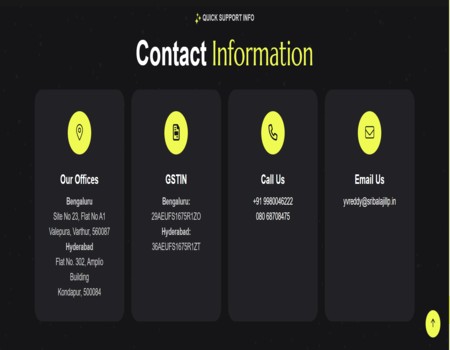 QUICK SUPPORT INFO
Contact Information
Our Offices
Bengaluru
Site No 23, Flat No A1
Valepura, Varthur, 560087
Hyderabad
Flat No. 302, Amplio
Building
Kondapur, 500084
GSTIN
Bengaluru:
29AEUFS1675R1ZO
Hyderabad:
36AEUFS1675R1ZT
Call Us
+91 9980046222
080 68708475
Email Us
yvreddy@sribalajillp.in